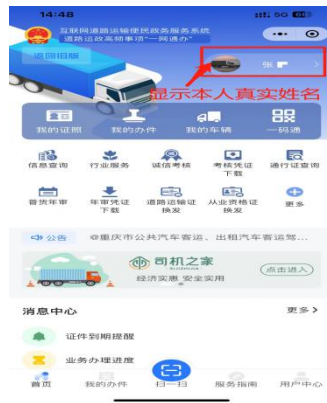 14:48
5G
互联网道路运输便民政务服务系统
道路运政高频事项“一网通办”
返回旧版
张
显示本人真实姓名
我的证照
我的办件
我的车辆
一码通
信息查询
行业服务
诚信考核
考核凭证
下载
通行证查询
普货年审
年审凭证
下载
道路运输证
换发
从业资格证
换发
更多
公告
@重庆市公共汽车客运、出租汽车客运驾...
司机之家
经济实惠 安全实用
点击进入
消息中心
更多>
证件到期提醒
业务办理进度
首页
我的办件
扫一扫
服务指南
用户中心